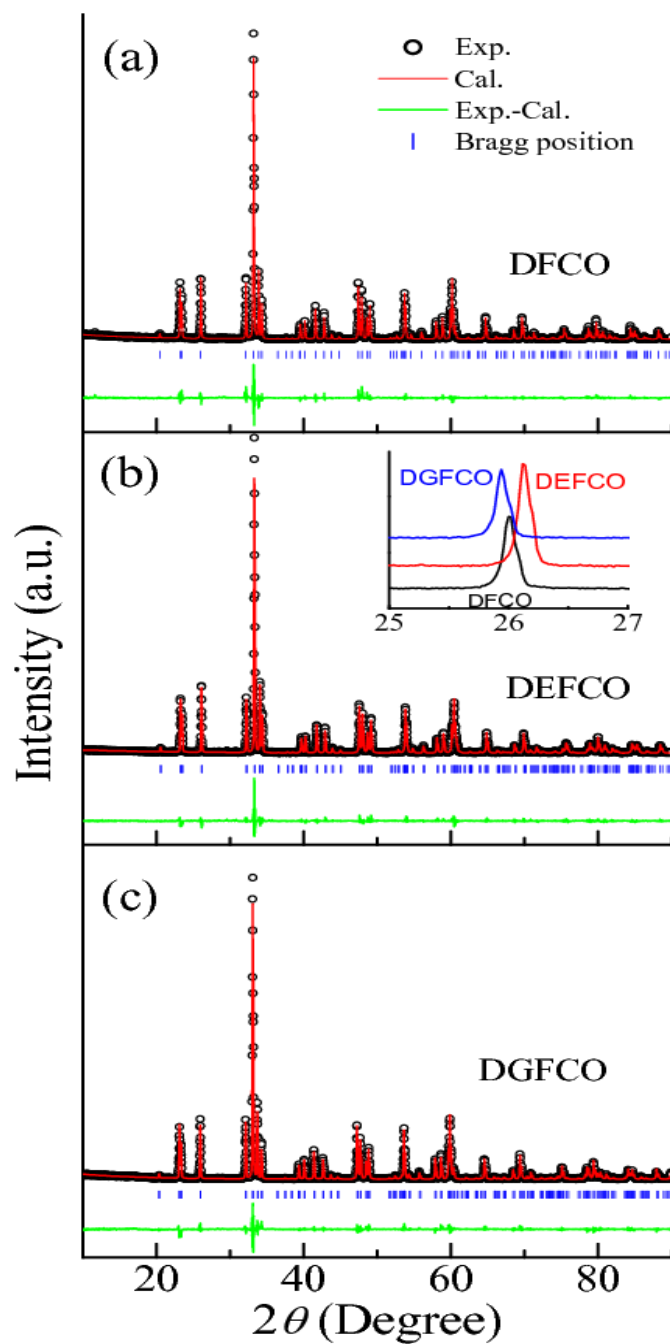 (a)
Exp.
Cal.
Exp.-Cal.
Bragg position
DFCO
(b)
DGFCO
DEFCO
DFCO
25 26 27
DEFCO
Intensity (a.u.)
(c)
DGFCO
20 40 60 80
2θ (Degree)